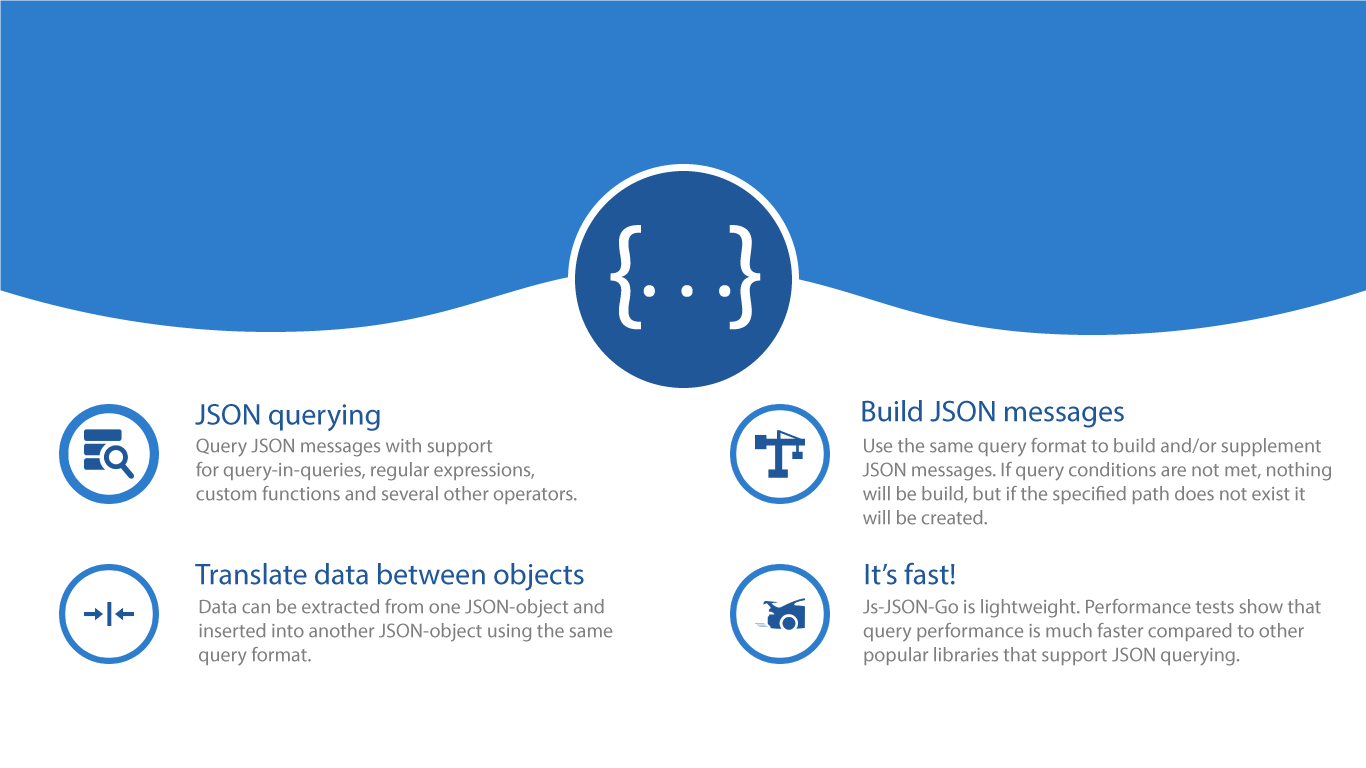 {...}
JSON querying
Query JSON messages with support
for query-in-queries, regular expressions,
custom functions and several other operators.
Build JSON messages
Use the same query format to build and/or supplement
JSON messages. If query conditions are not met, nothing
will be build, but if the specified path does not exist it
will be created.
Translate data between objects
Data can be extracted from one JSON-object and
inserted into another JSON-object using the same
query format.
It’s fast!
Js-JSON-Go is lightweight. Performance tests show that
query performance is much faster compared to other
popular libraries that support JSON querying.